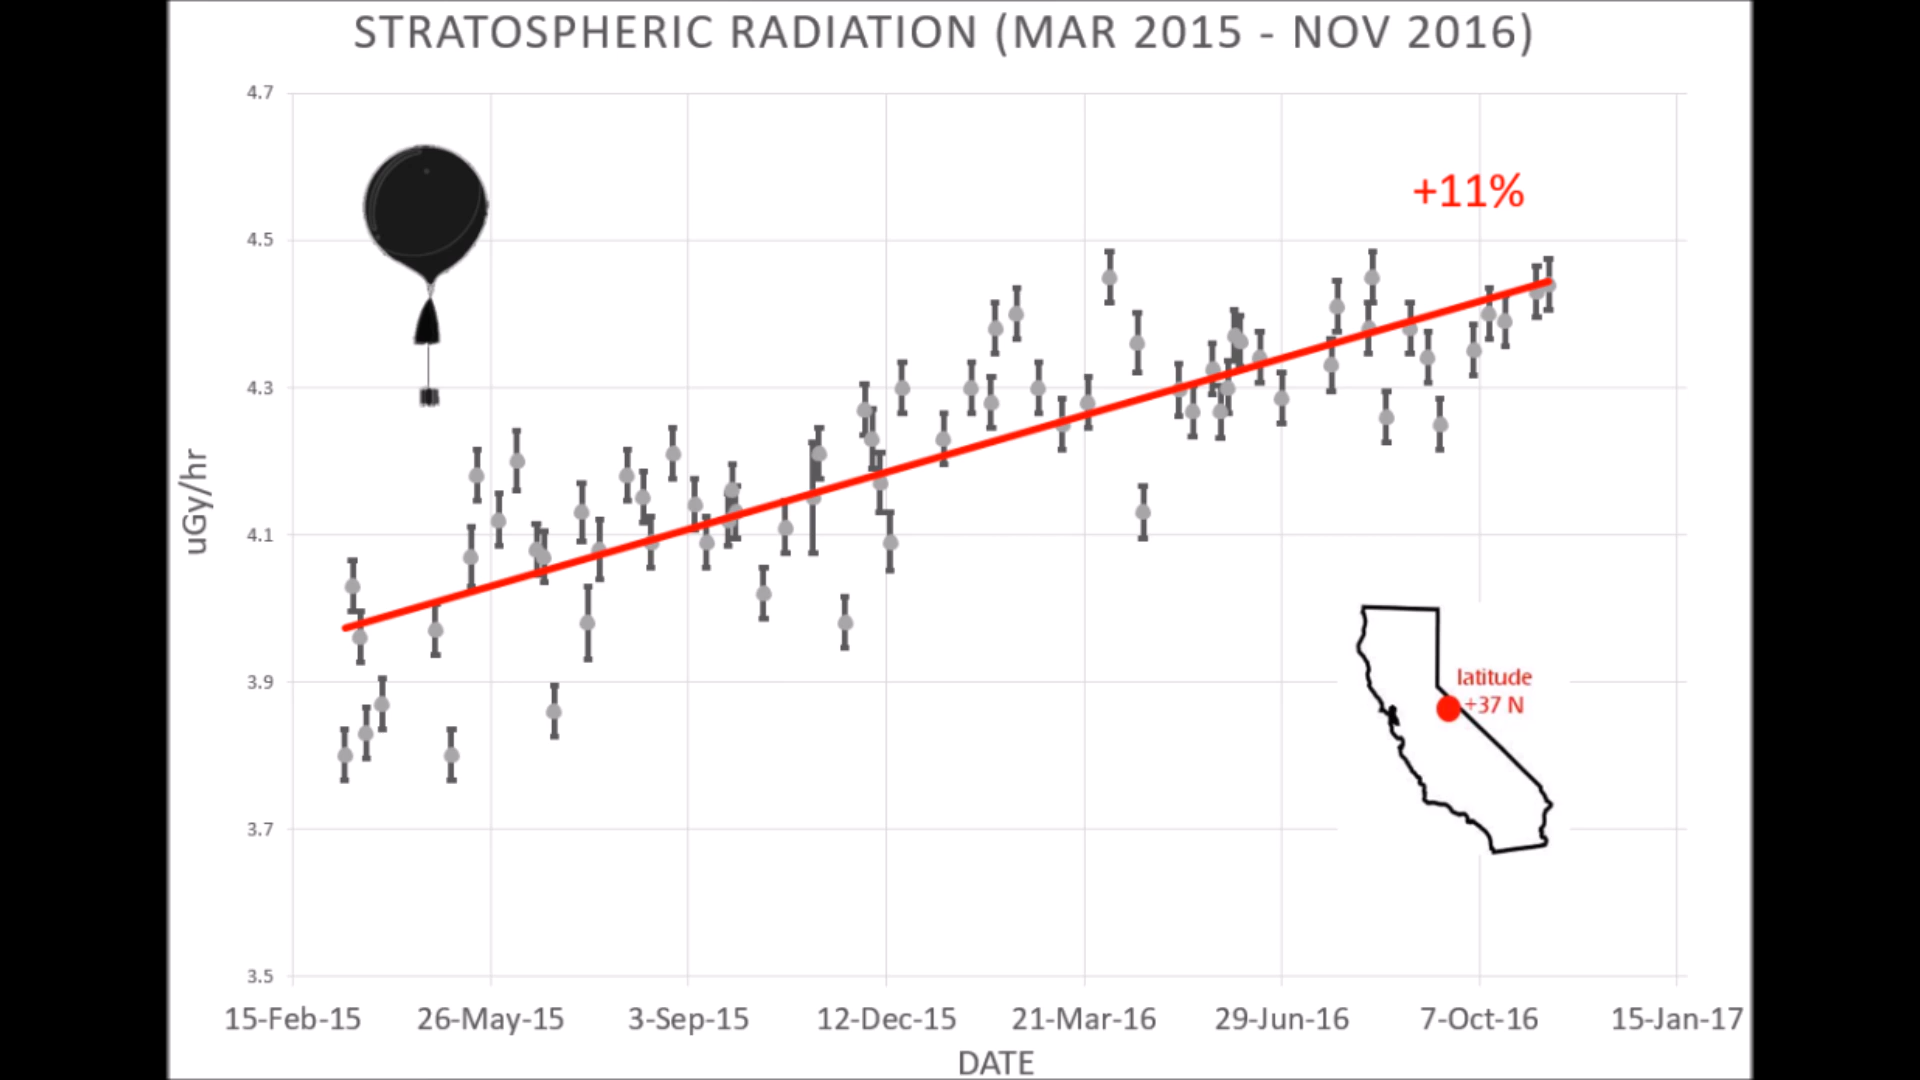 STRATOSPHERIC RADIATION (MAR 2015 - NOV 2016)
4.7
4.5
4.3
4.1
3.9
3.7
3.5
uGy/hr
+11%
latitude
+37 N
15-Feb-15
26-May-15
3-Sep-15
12-Dec-15
21-Mar-16
29-Jun-16
7-Oct-16
15-Jan-17
DATE